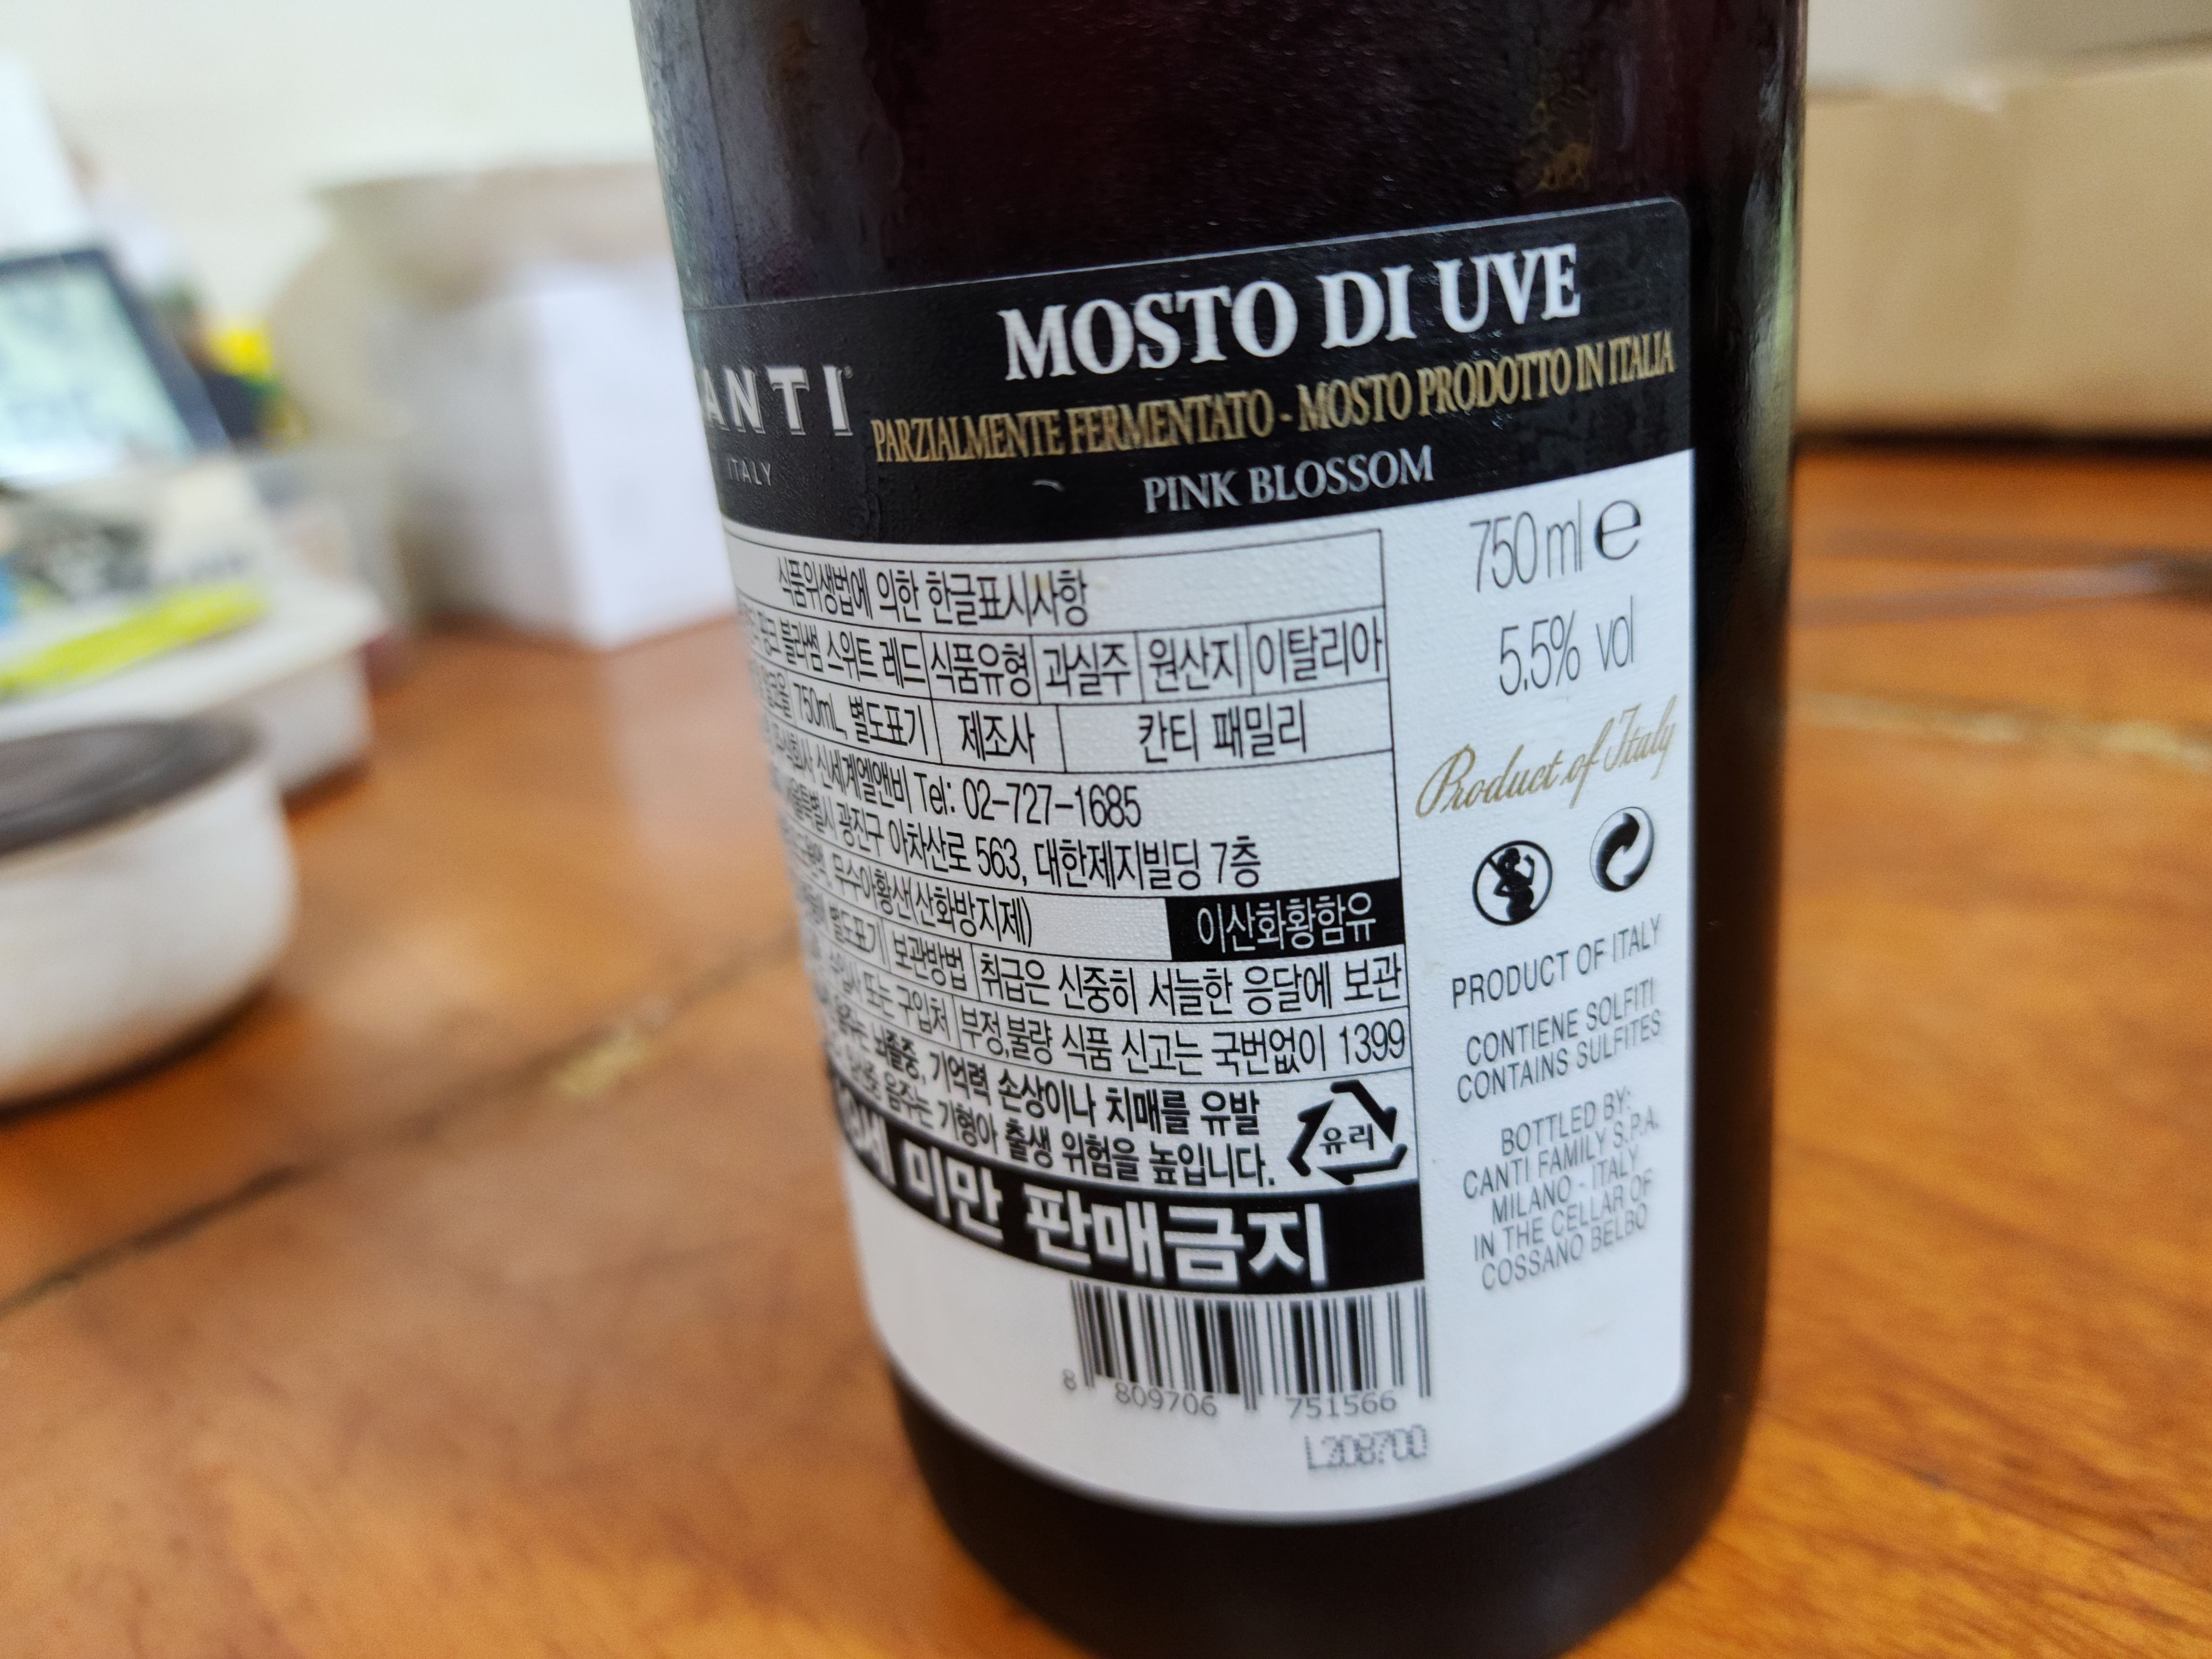 MOSTO DI UVE
ANTI
ITALY
PARZIALMENTE FERMENTATO - MOSTO PRODOTTO IN ITALIA
PINK BLOSSOM
식품위생법에 의한 한글표시사항
핑크 블러썸 스위트 레드 식품유형 과실주 원산지 이탈리아
750mL, 별도표기 제조사 칸티 패밀리
주식회사 신세계엘앤비 Tel: 02-727-1685
광진구 아차산로 563, 대한제지빌딩 7층
무수아황산(산화방지제) 이산화황함유
별도표기 보관방법 취급은 신중히 서늘한 응달에 보관
또는 구입처 부정,불량 식품 신고는 국번없이 1399
뇌졸중, 기억력 손상이나 치매를 유발
음주는 기형아 출생 위험을 높입니다.
유리
미만 판매금지
8 809706 751566
L208700
750 ml e
5.5% vol
Product of Italy
PRODUCT OF ITALY
CONTIENE SOLFITI
CONTAINS SULFITES
BOTTLED BY:
CANTI FAMILY S.P.A.
MILANO - ITALY
IN THE CELLAR OF
COSSANO BELBO